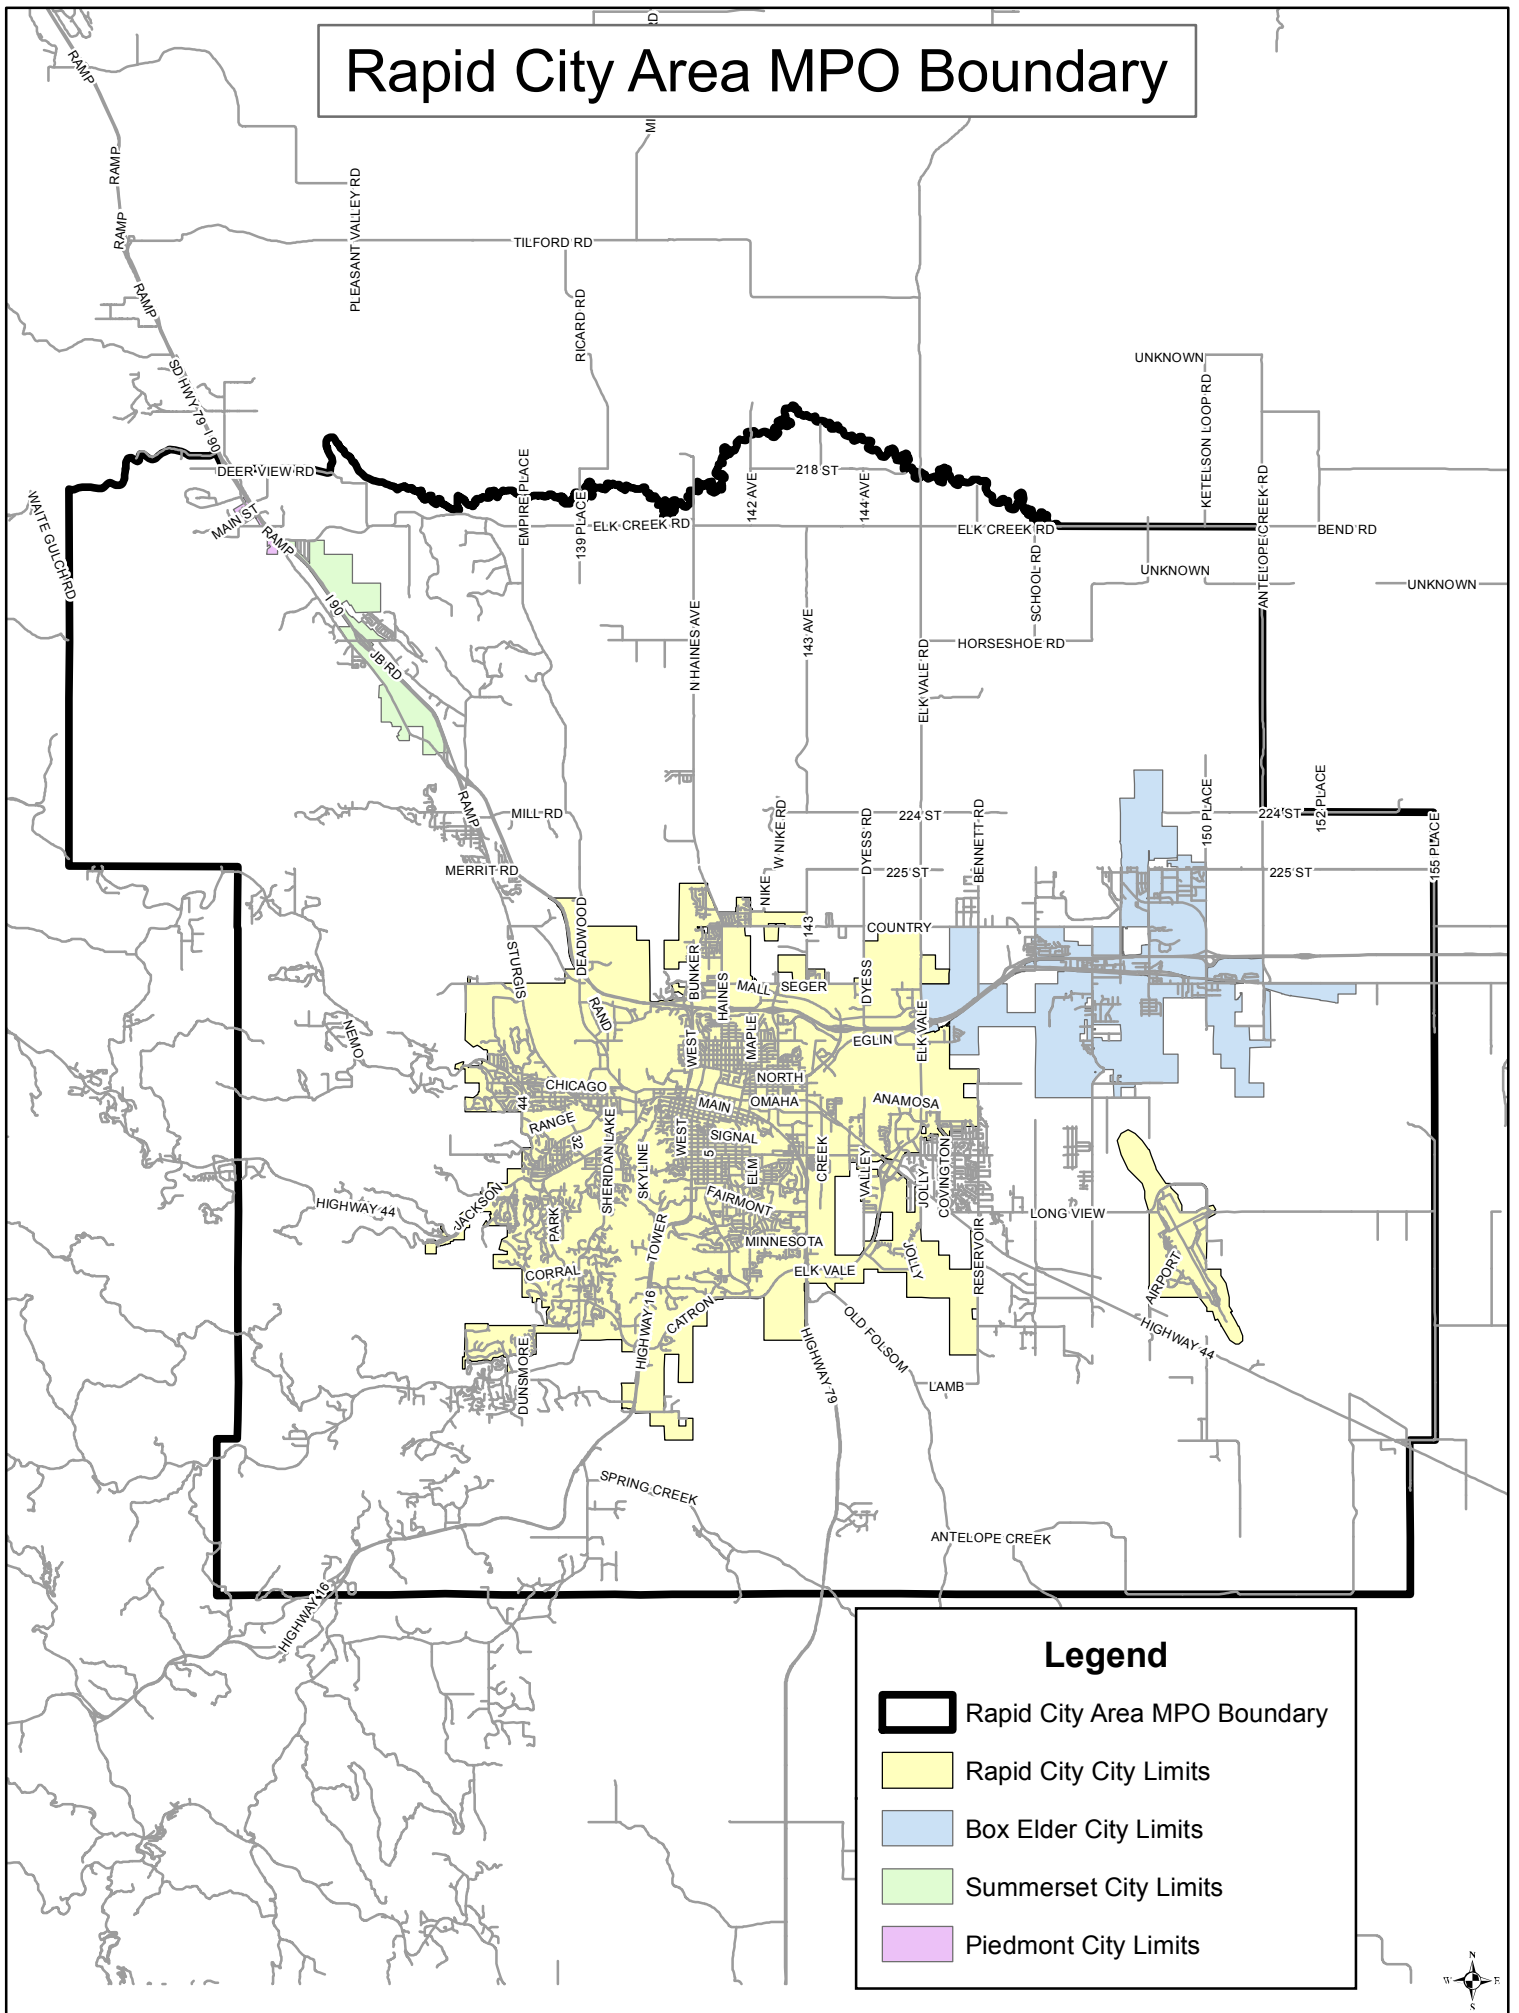 RD
Rapid City Area MPO Boundary
RAMP
MI
RAMP
PLEASANT VALLEY RD
RAMP
TILFORD RD
RAMP
RICARD RD
SD HWY 79
I 90
UNKNOWN
KETELSON LOOP RD
DEER VIEW RD
218 ST
142 AVE
144 AVE
EMPIRE PLACE
139 PLACE
ANTELOPE CREEK RD
WAITE GULCH RD
MAIN ST
RAMP
ELK CREEK RD
ELK CREEK RD
BEND RD
SCHOOL RD
UNKNOWN
UNKNOWN
I 90
N HAINES AVE
143 AVE
HORSESHOE RD
JB RD
ELK VALE RD
RAMP
MILL RD
W NIKE RD
DYESS RD
224 ST
BENNETT RD
150 PLACE
224 ST
152 PLACE
155 PLACE
MERRIT RD
NIKE
225 ST
225 ST
DEADWOOD
143
COUNTRY
STURGIS
BUNKER
HAINES
MALL
SEGER
DYESS
RAND
NEMO
WEST
MAPLE
EGLIN
ELK VALE
CHICAGO
NORTH
44
MAIN
OMAHA
ANAMOSA
RANGE
32
SHERIDAN LAKE
WEST
SIGNAL
5
ELM
CREEK
VALLEY
JOLLY
COVINGTON
SKYLINE
HIGHWAY 44
JACKSON
PARK
FAIRMONT
LONG VIEW
TOWER
MINNESOTA
RESERVOIR
JOLLY
CORRAL
ELK VALE
AIRPORT
HIGHWAY 16
CATRON
OLD FOLSOM
HIGHWAY 44
DUNSMORE
HIGHWAY 79
LAMB
SPRING CREEK
ANTELOPE CREEK
HIGHWAY 16
Legend
Rapid City Area MPO Boundary
Rapid City City Limits
Box Elder City Limits
Summerset City Limits
Piedmont City Limits
N
W E
S